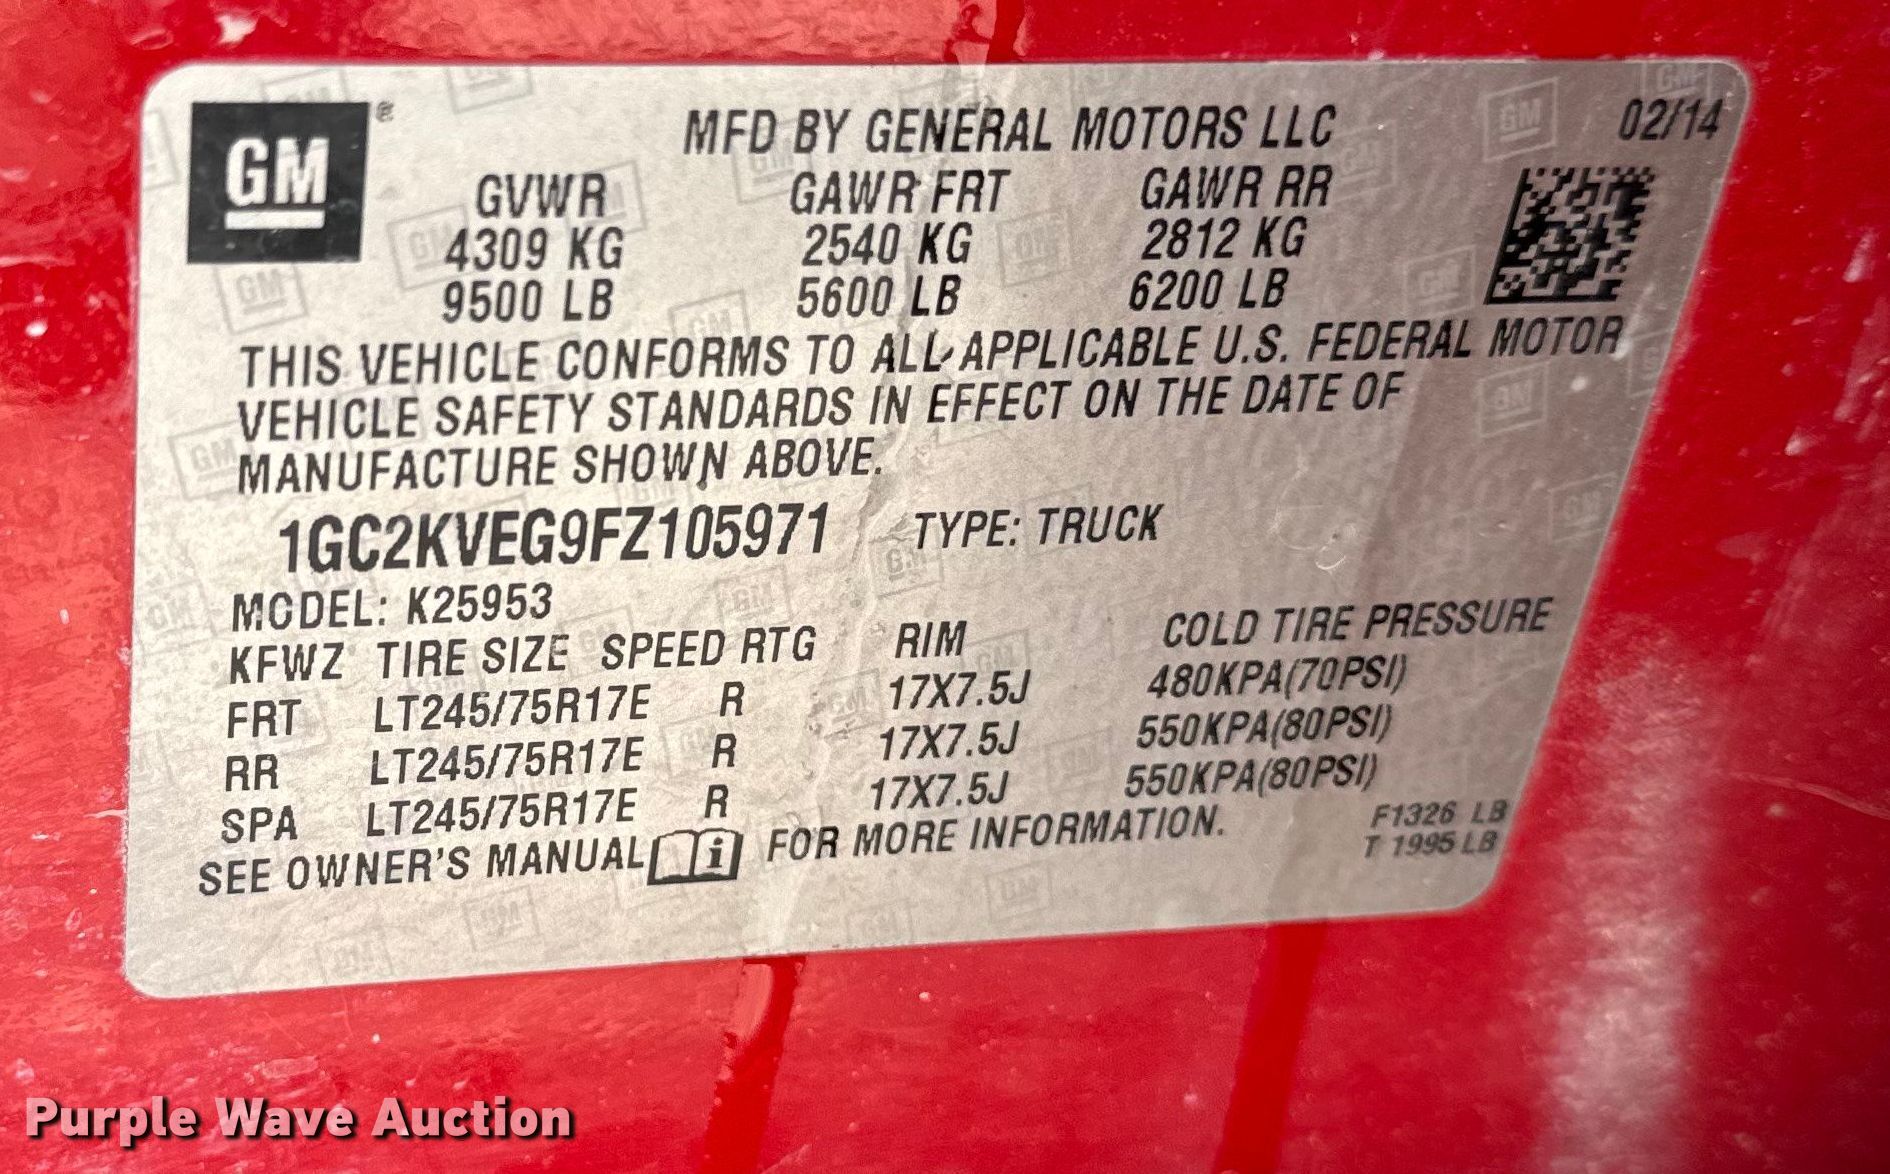 GM®
MFD BY GENERAL MOTORS LLC 02/14
GVWR GAWR FRT GAWR RR
4309 KG 2540 KG 2812 KG
9500 LB 5600 LB 6200 LB
THIS VEHICLE CONFORMS TO ALL APPLICABLE U.S. FEDERAL MOTOR
VEHICLE SAFETY STANDARDS IN EFFECT ON THE DATE OF
MANUFACTURE SHOWN ABOVE.
1GC2KVEG9FZ105971 TYPE: TRUCK
MODEL: K25953
KFWZ TIRE SIZE SPEED RTG RIM COLD TIRE PRESSURE
FRT LT245/75R17E R 17X7.5J 480KPA(70PSI)
RR LT245/75R17E R 17X7.5J 550KPA(80PSI)
SPA LT245/75R17E R 17X7.5J 550KPA(80PSI)
SEE OWNER'S MANUAL i FOR MORE INFORMATION.
F1326 LB
T 1995 LB
Purple Wave Auction